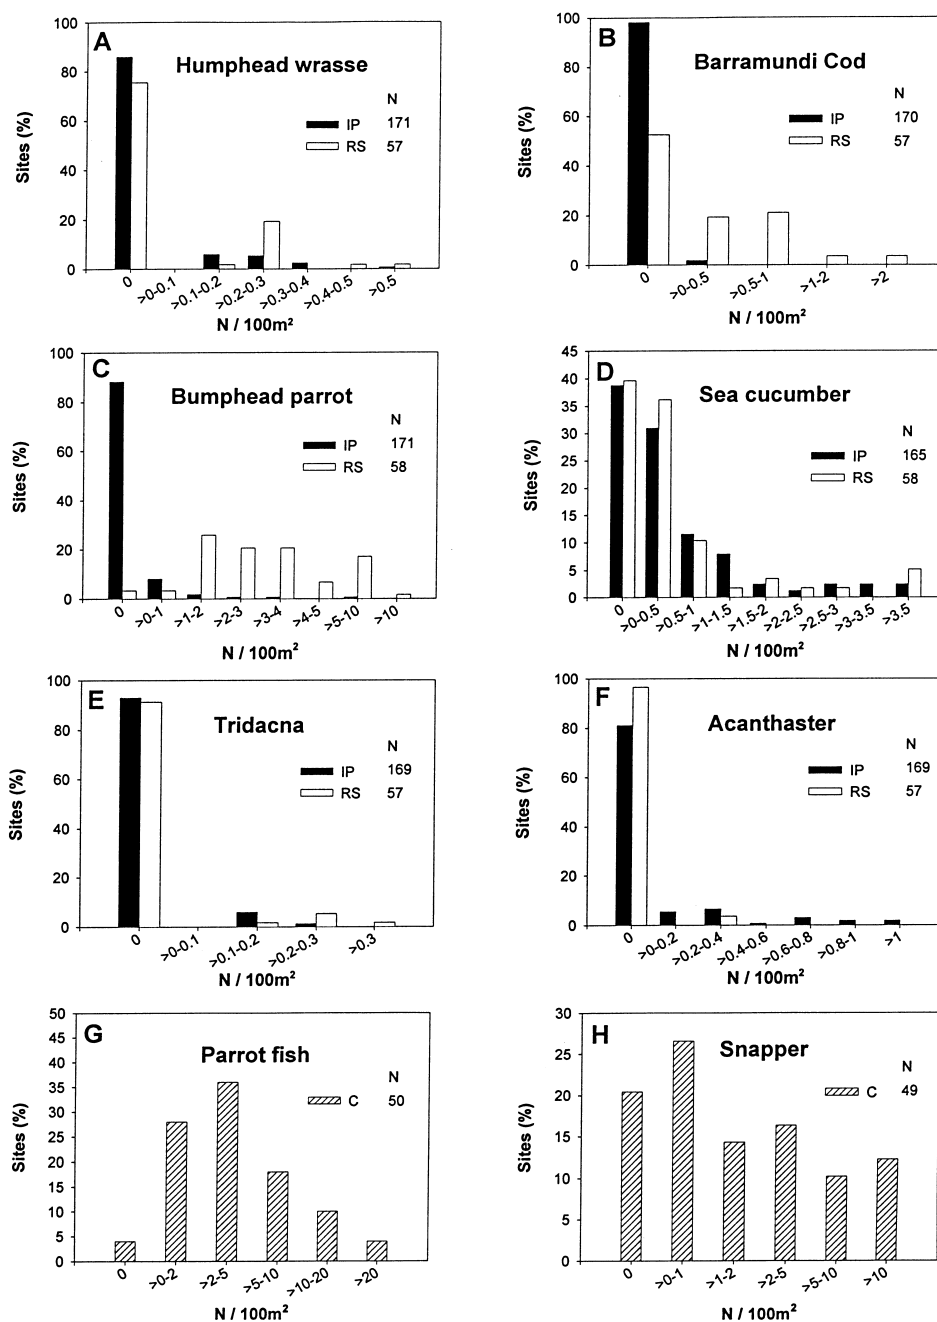 A
Humphead wrasse
N
IP 171
RS 57
Sites (%)
100
80
60
40
20
0
0 >0-0.1 >0.1-0.2 >0.2-0.3 >0.3-0.4 >0.4-0.5 >0.5
N / 100m²
B
Barramundi Cod
N
IP 170
RS 57
Sites (%)
100
80
60
40
20
0
0 >0-0.5 >0.5-1 >1-2 >2
N / 100m²
C
Bumphead parrot
N
IP 171
RS 58
Sites (%)
100
80
60
40
20
0
0 >0-1 >1-2 >2-3 >3-4 >4-5 >5-10 >10
N / 100m²
D
Sea cucumber
N
IP 165
RS 58
Sites (%)
45
40
35
30
25
20
15
10
5
0
0 >0-0.5 >0.5-1 >1-1.5 >1.5-2 >2-2.5 >2.5-3 >3-3.5 >3.5
N / 100m²
E
Tridacna
N
IP 169
RS 57
Sites (%)
100
80
60
40
20
0
0 >0-0.1 >0.1-0.2 >0.2-0.3 >0.3
N / 100m²
F
Acanthaster
N
IP 169
RS 57
Sites (%)
100
80
60
40
20
0
0 >0-0.2 >0.2-0.4 >0.4-0.6 >0.6-0.8 >0.8-1 >1
N / 100m²
G
Parrot fish
N
C 50
Sites (%)
50
45
40
35
30
25
20
15
10
5
0
0 >0-2 >2-5 >5-10 >10-20 >20
N / 100m²
H
Snapper
N
C 49
Sites (%)
30
25
20
15
10
5
0
0 >0-1 >1-2 >2-5 >5-10 >10
N / 100m²